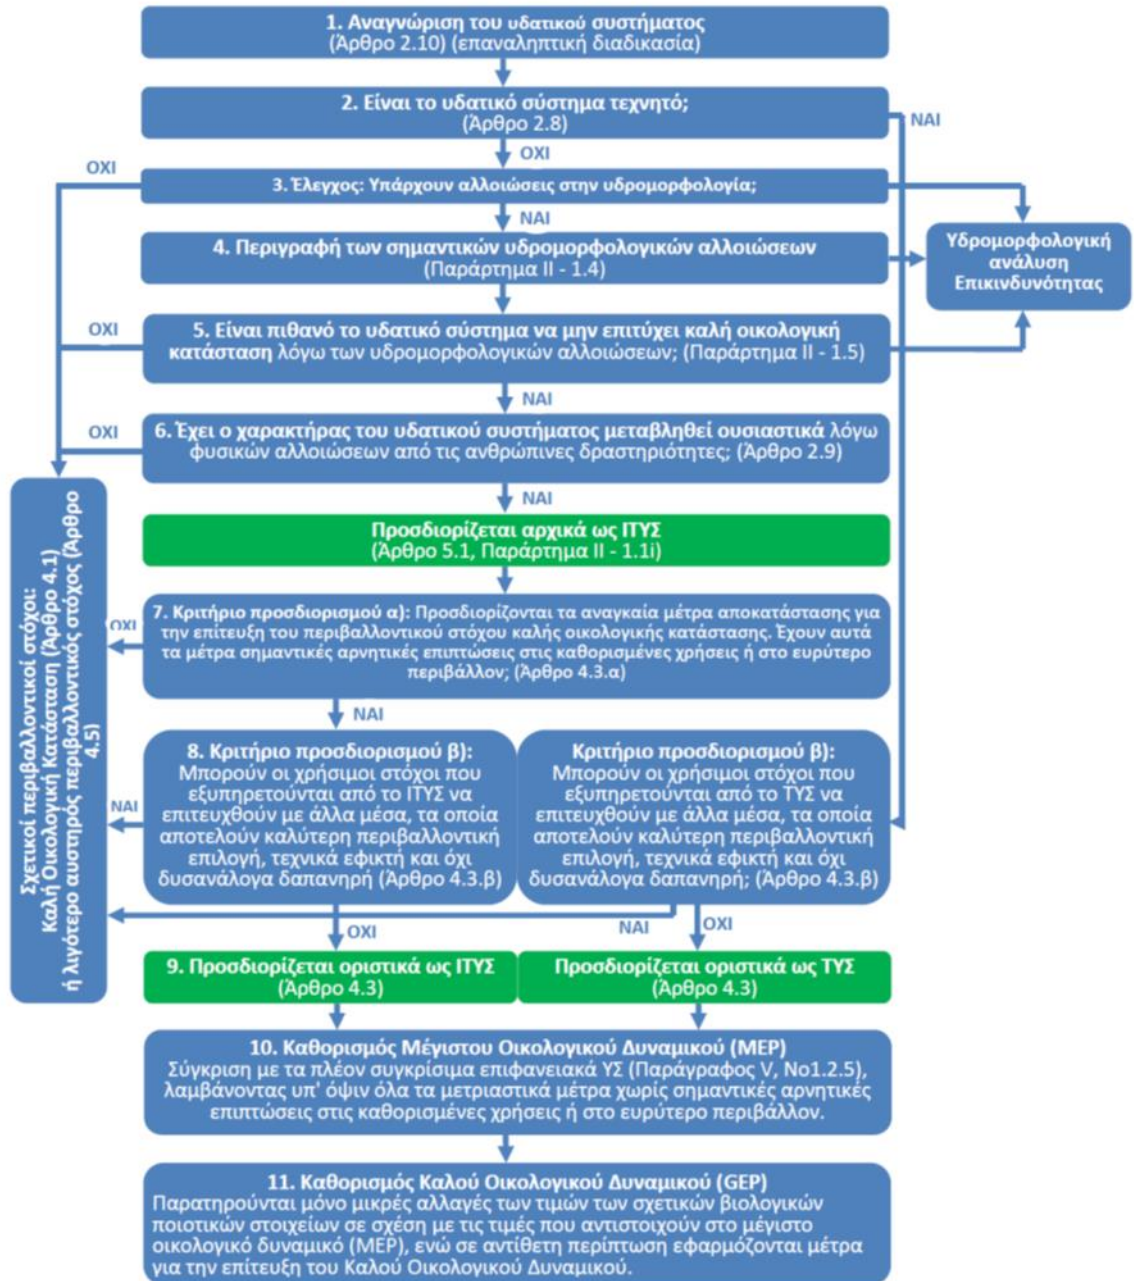 1. Αναγνώριση του υδατικού συστήματος
(Άρθρο 2.10) (επαναληπτική διαδικασία)
2. Είναι το υδατικό σύστημα τεχνητό;
(Άρθρο 2.8)
ΝΑΙ
ΟΧΙ
ΟΧΙ
3. Έλεγχος: Υπάρχουν αλλοιώσεις στην υδρομορφολογία;
ΝΑΙ
4. Περιγραφή των σημαντικών υδρομορφολογικών αλλοιώσεων
(Παράρτημα ΙΙ - 1.4)
Υδρομορφολογική
ανάλυση
Επικινδυνότητας
ΟΧΙ
5. Είναι πιθανό το υδατικό σύστημα να μην επιτύχει καλή οικολογική
κατάσταση λόγω των υδρομορφολογικών αλλοιώσεων; (Παράρτημα ΙΙ - 1.5)
ΝΑΙ
ΟΧΙ
6. Έχει ο χαρακτήρας του υδατικού συστήματος μεταβληθεί ουσιαστικά λόγω
φυσικών αλλοιώσεων από τις ανθρώπινες δραστηριότητες; (Άρθρο 2.9)
ΝΑΙ
Προσδιορίζεται αρχικά ως ΙΤΥΣ
(Άρθρο 5.1, Παράρτημα ΙΙ - 1.1i)
Σχετικοί περιβαλλοντικοί στόχοι:
Καλή Οικολογική Κατάσταση (Άρθρο 4.1)
ή λιγότερο αυστηρός περιβαλλοντικός στόχος (Άρθρο
4.5)
ΟΧΙ
7. Κριτήριο προσδιορισμού α): Προσδιορίζονται τα αναγκαία μέτρα αποκατάστασης για
την επίτευξη του περιβαλλοντικού στόχου καλής οικολογικής κατάστασης. Έχουν αυτά
τα μέτρα σημαντικές αρνητικές επιπτώσεις στις καθορισμένες χρήσεις ή στο ευρύτερο
περιβάλλον; (Άρθρο 4.3.α)
ΝΑΙ
8. Κριτήριο προσδιορισμού β):
Μπορούν οι χρήσιμοι στόχοι που
εξυπηρετούνται από το ΙΤΥΣ να
επιτευχθούν με άλλα μέσα, τα οποία
αποτελούν καλύτερη περιβαλλοντική
επιλογή, τεχνικά εφικτή και όχι
δυσανάλογα δαπανηρή (Άρθρο 4.3.β)
ΝΑΙ
Κριτήριο προσδιορισμού β):
Μπορούν οι χρήσιμοι στόχοι που
εξυπηρετούνται από το ΤΥΣ να
επιτευχθούν με άλλα μέσα, τα οποία
αποτελούν καλύτερη περιβαλλοντική
επιλογή, τεχνικά εφικτή και όχι
δυσανάλογα δαπανηρή; (Άρθρο 4.3.β)
ΟΧΙ
ΝΑΙ
ΟΧΙ
9. Προσδιορίζεται οριστικά ως ΙΤΥΣ
(Άρθρο 4.3)
Προσδιορίζεται οριστικά ως ΤΥΣ
(Άρθρο 4.3)
10. Καθορισμός Μέγιστου Οικολογικού Δυναμικού (MEP)
Σύγκριση με τα πλέον συγκρίσιμα επιφανειακά ΥΣ (Παράγραφος V, No1.2.5),
λαμβάνοντας υπ' όψιν όλα τα μετριαστικά μέτρα χωρίς σημαντικές αρνητικές
επιπτώσεις στις καθορισμένες χρήσεις ή στο ευρύτερο περιβάλλον.
11. Καθορισμός Καλού Οικολογικού Δυναμικού (GEP)
Παρατηρούνται μόνο μικρές αλλαγές των τιμών των σχετικών βιολογικών
ποιοτικών στοιχείων σε σχέση με τις τιμές που αντιστοιχούν στο μέγιστο
οικολογικό δυναμικό (MEP), ενώ σε αντίθετη περίπτωση εφαρμόζονται μέτρα
για την επίτευξη του Καλού Οικολογικού Δυναμικού.